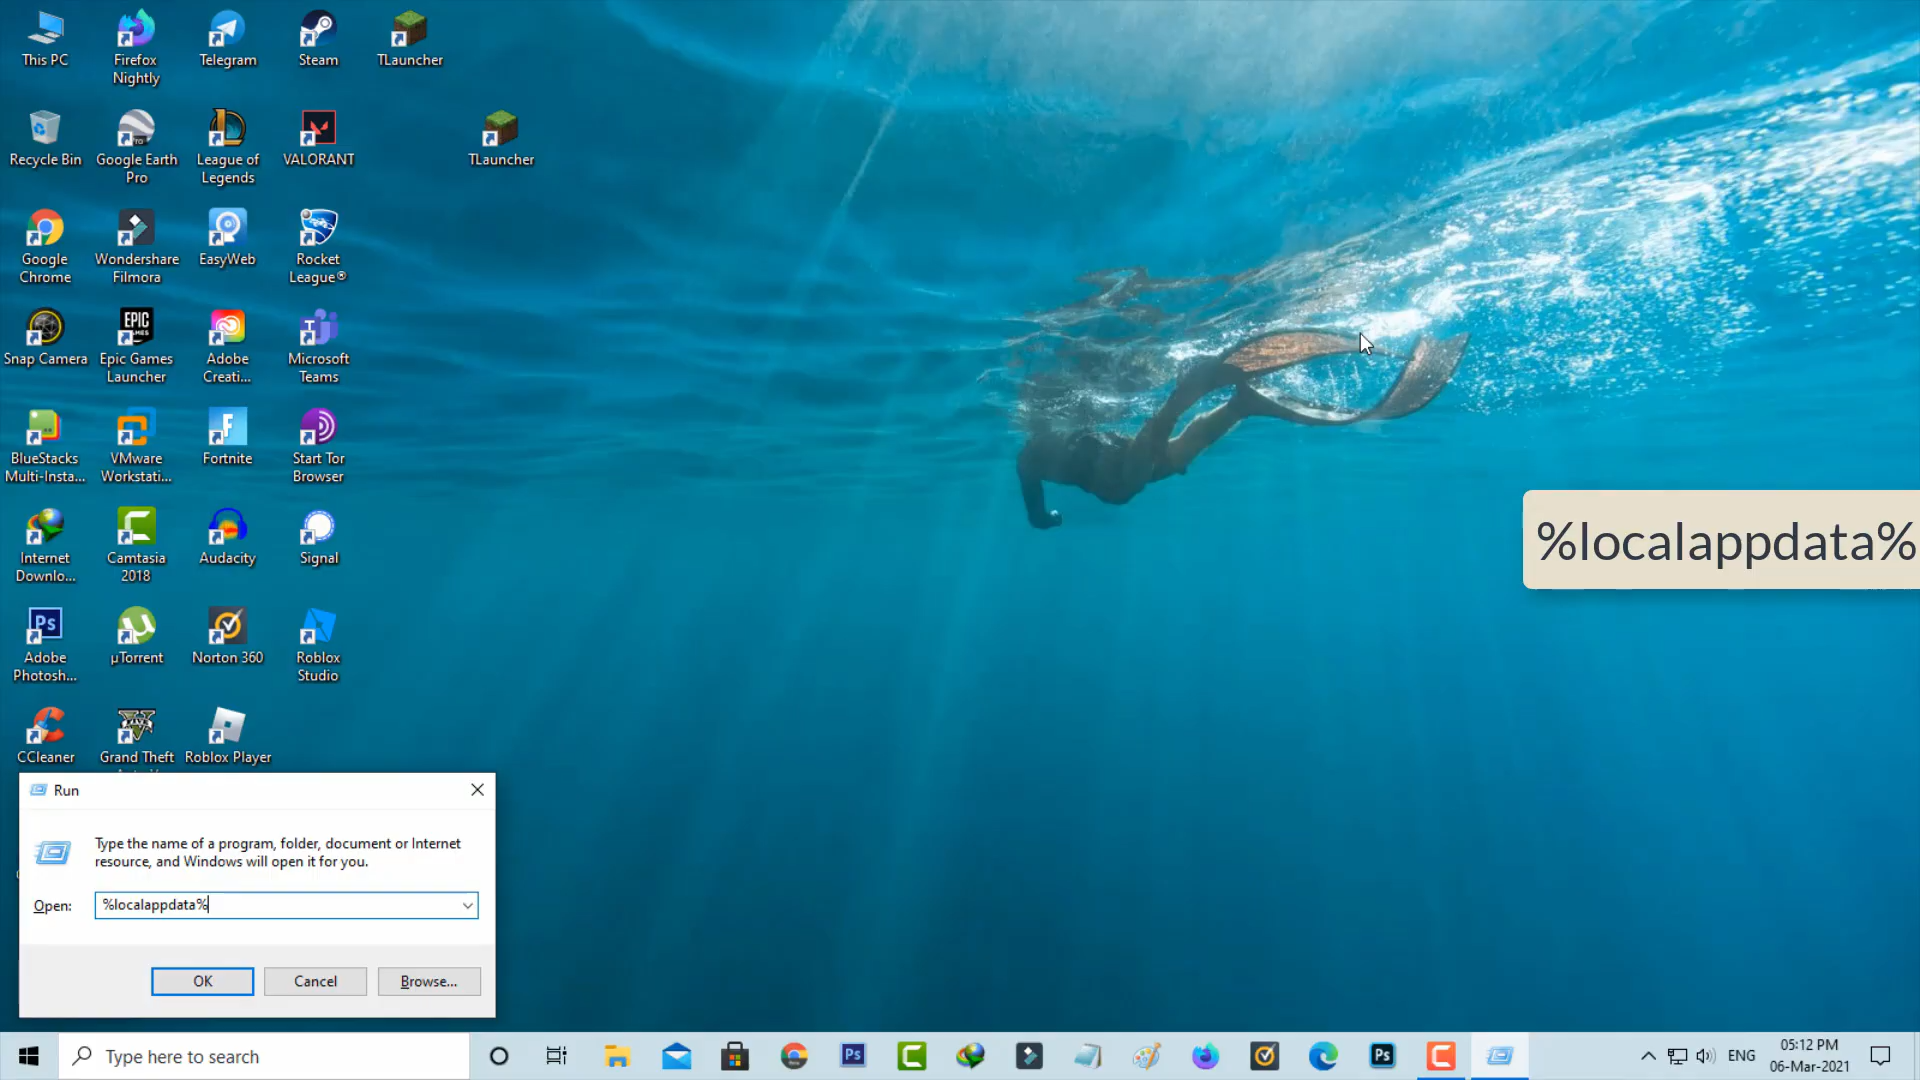 This PC
Firefox
Nightly
Telegram
Steam
TLauncher
Recycle Bin
Google Earth
Pro
League of
Legends
VALORANT
TLauncher
Google
Chrome
Wondershare
Filmora
EasyWeb
Rocket
League®
Snap Camera
EPIC
GAMES
Epic Games
Launcher
Adobe
Creati...
Microsoft
Teams
BlueStacks
Multi-Insta...
VMware
Workstati...
Fortnite
Start Tor
Browser
Internet
Downlo...
Camtasia
2018
Audacity
Signal
Ps
Adobe
Photosh...
µTorrent
Norton 360
Roblox
Studio
CCleaner
Grand Theft
Roblox Player
%localappdata%
Run
Type the name of a program, folder, document or Internet
resource, and Windows will open it for you.
Open:
%localappdata%
OK
Cancel
Browse...
Type here to search
Ps
Ps
ENG
05:12 PM
06-Mar-2021